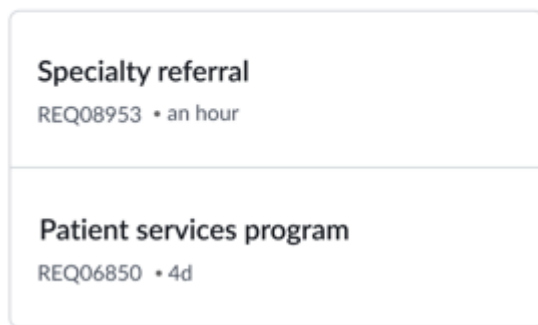 Specialty referral
REQ08953 • an hour
Patient services program
REQ06850 • 4d